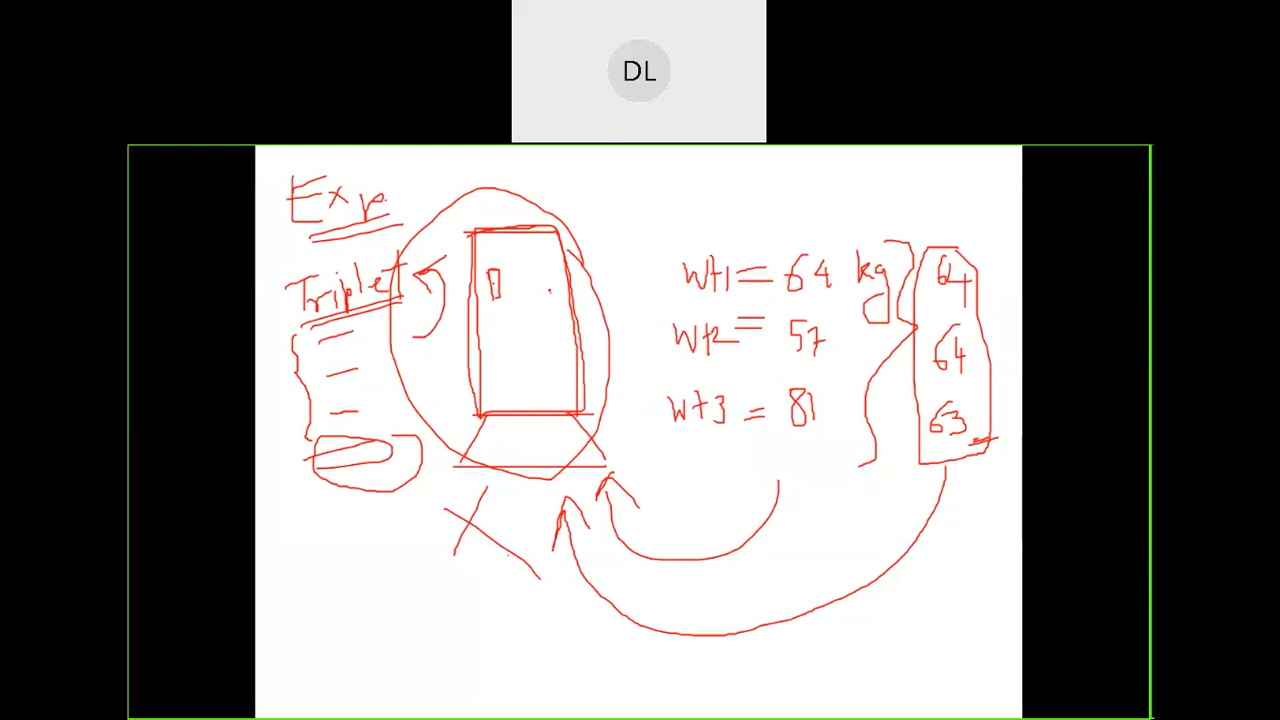 DL
Exp.
Triplet
wt1 = 64 kg
wt2 = 57
wt3 = 81
64
64
63